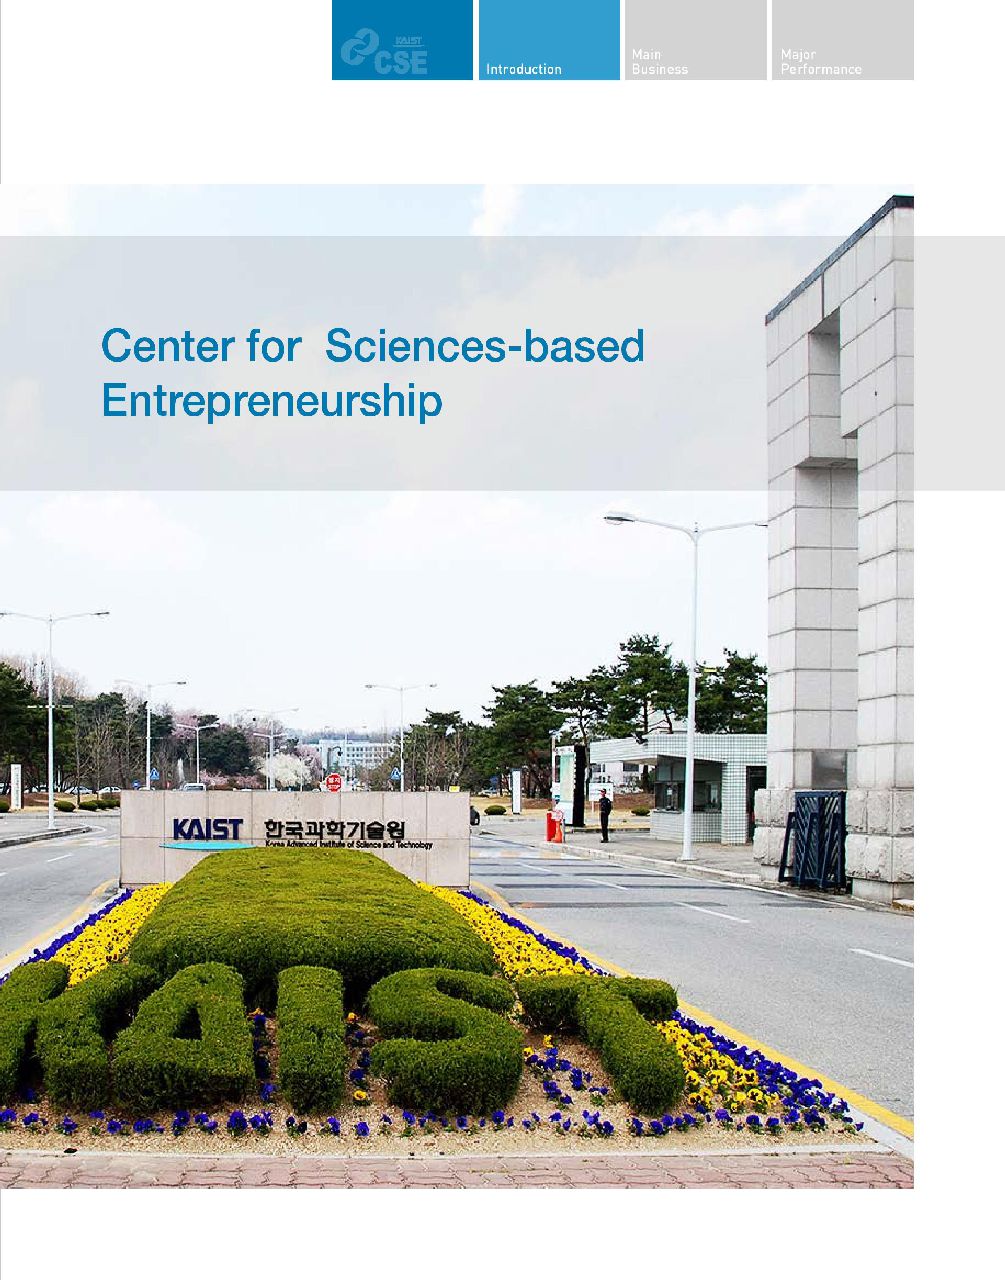 KAIST
CSE
Introduction
Main
Business
Major
Performance
Center for Sciences-based
Entrepreneurship
KAIST 한국과학기술원
Korea Advanced Institute of Science and Technology
KAIST